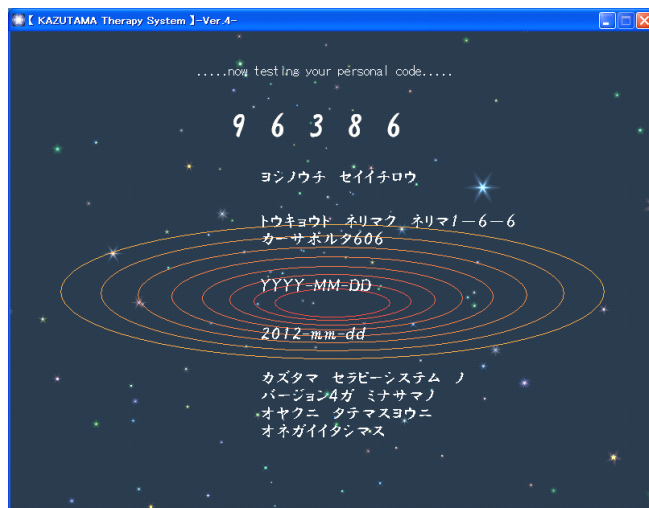 【 KAZUTAMA Therapy System 】-Ver.4-
.....now testing your personal code.....
9 6 3 8 6
ヨシノウチ セイイチロウ
トウキョウド ネリマク ネリマ1-6-6
カーサポルタ606
YYYY-MM-DD
2012-mm-dd
カズタマ セラピーシステム ノ
バージョン4ガ ミナサマノ
オヤクニ タテマスヨウニ
オネガイイタシマス